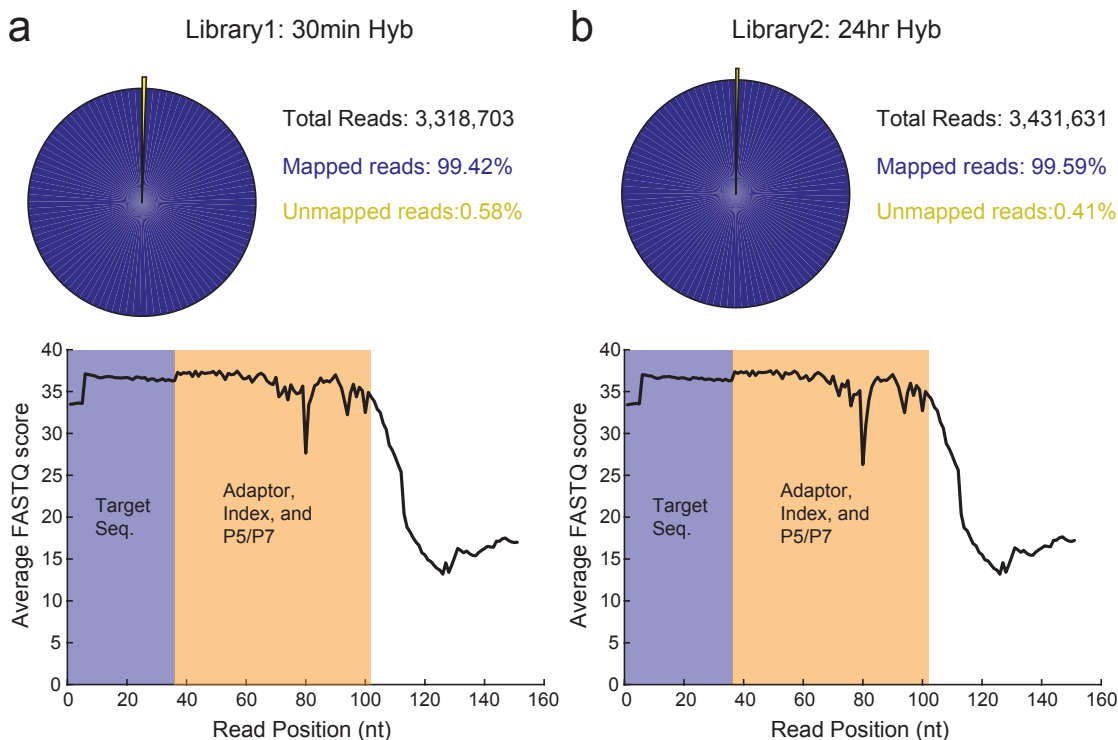 a
Library1: 30min Hyb
Total Reads: 3,318,703
Mapped reads: 99.42%
Unmapped reads:0.58%
40
35
30
25
20
15
10
5
0
Average FASTQ score
Target
Seq.
Adaptor,
Index, and
P5/P7
0 20 40 60 80 100 120 140 160
Read Position (nt)
b
Library2: 24hr Hyb
Total Reads: 3,431,631
Mapped reads: 99.59%
Unmapped reads:0.41%
40
35
30
25
20
15
10
5
0
Average FASTQ score
Target
Seq.
Adaptor,
Index, and
P5/P7
0 20 40 60 80 100 120 140 160
Read Position (nt)